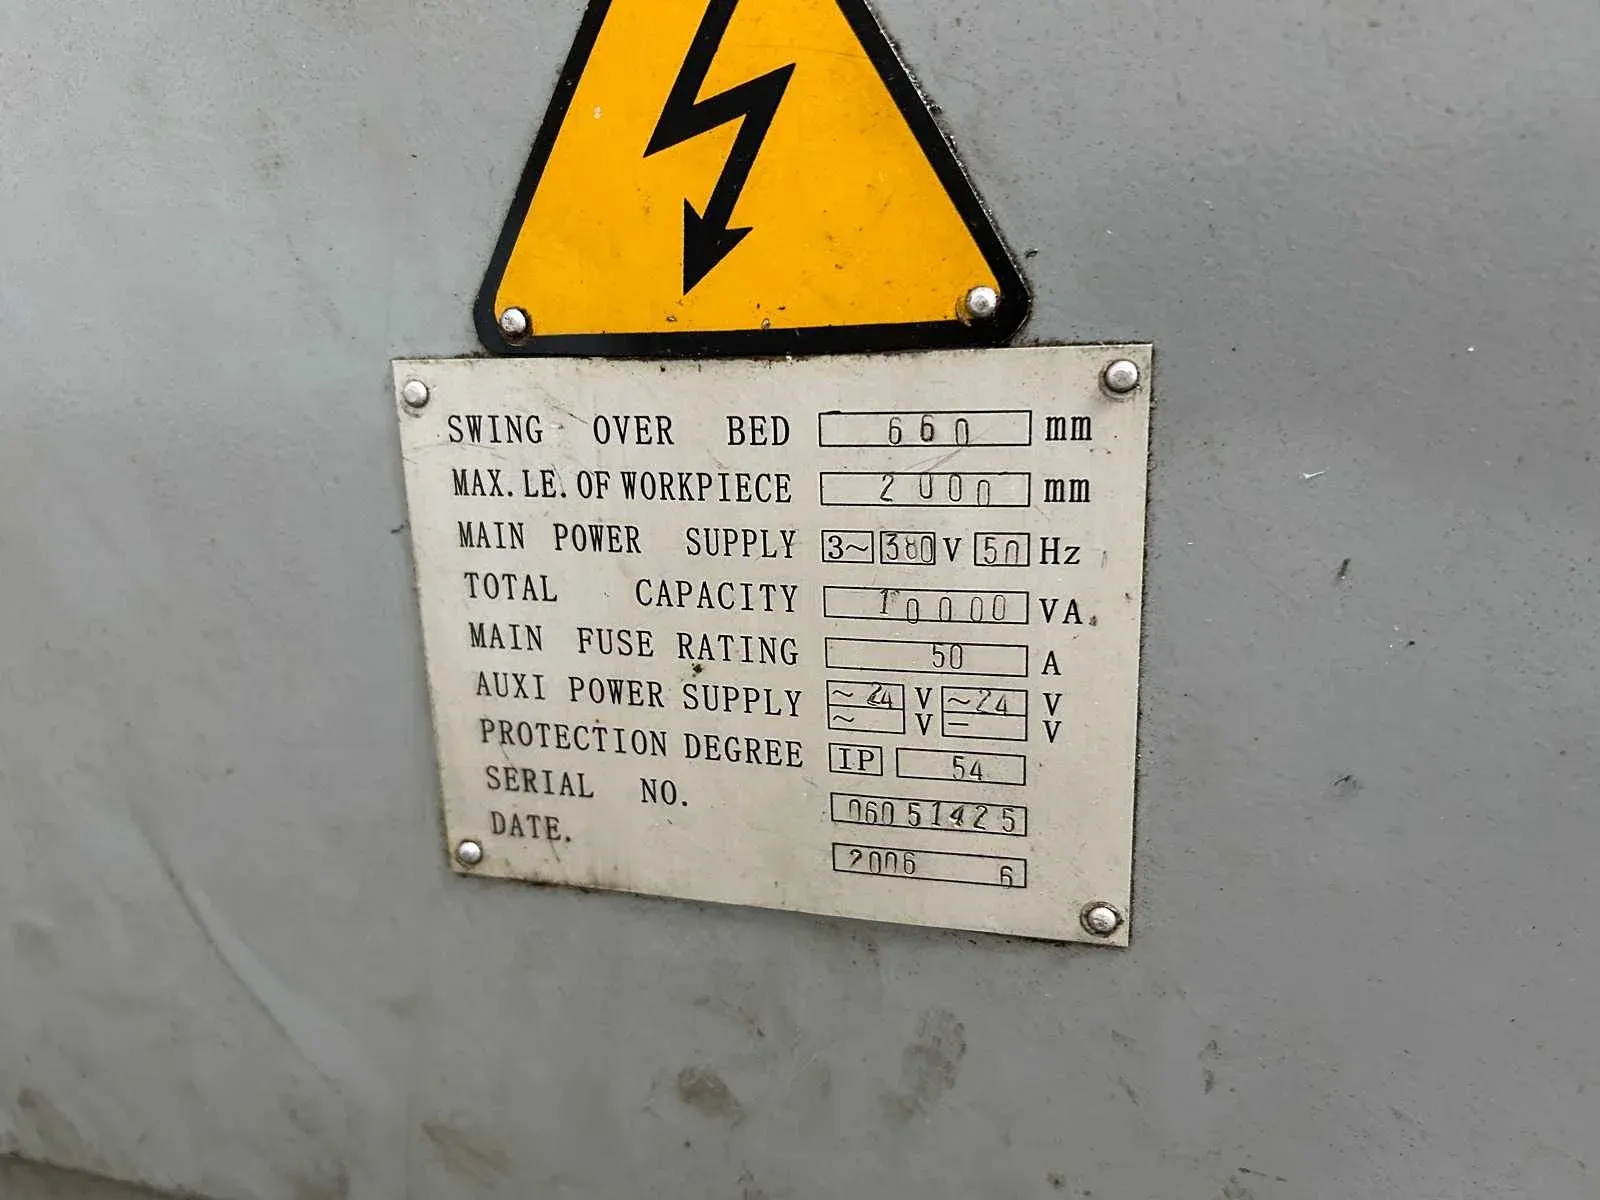 SWING OVER BED 660 mm
MAX. LE. OF WORKPIECE 2000 mm
MAIN POWER SUPPLY 3~ 380 V 50 Hz
TOTAL CAPACITY 10000 VA.
MAIN FUSE RATING 50 A
AUXI POWER SUPPLY ~24 V ~24 V
~ V — V
PROTECTION DEGREE IP 54
SERIAL NO. 06051425
DATE. 2006 6